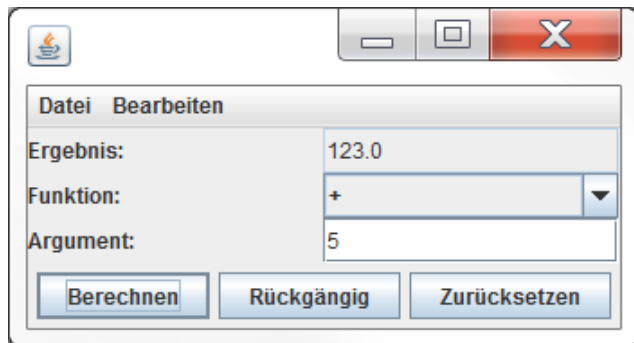 Datei Bearbeiten
Ergebnis: 123.0
Funktion: +
Argument: 5
Berechnen Rückgängig Zurücksetzen